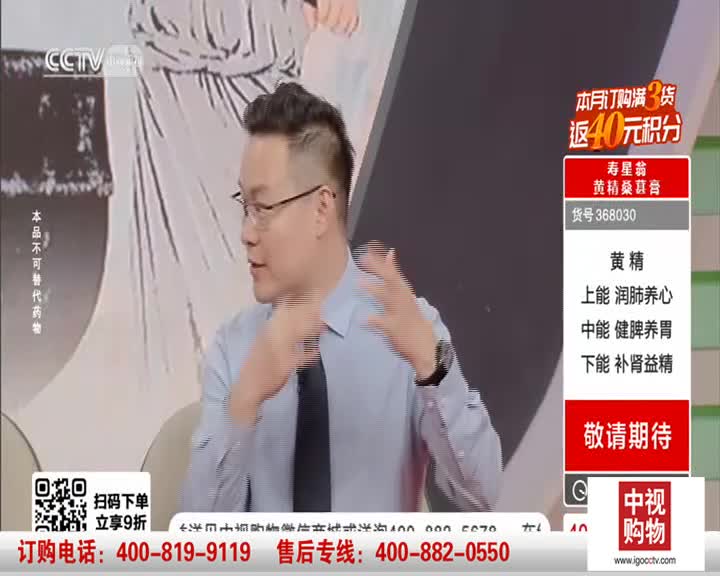 CCTV
本月订购满3货
返40元积分
寿星翁
黄精桑葚膏
货号368030
黄精
上能 润肺养心
中能 健脾养胃
下能 补肾益精
敬请期待
本品不可替代药物
扫码下单
立享9折
中视
购物
www.igocctv.com
订购电话：400-819-9119 售后专线：400-882-0550